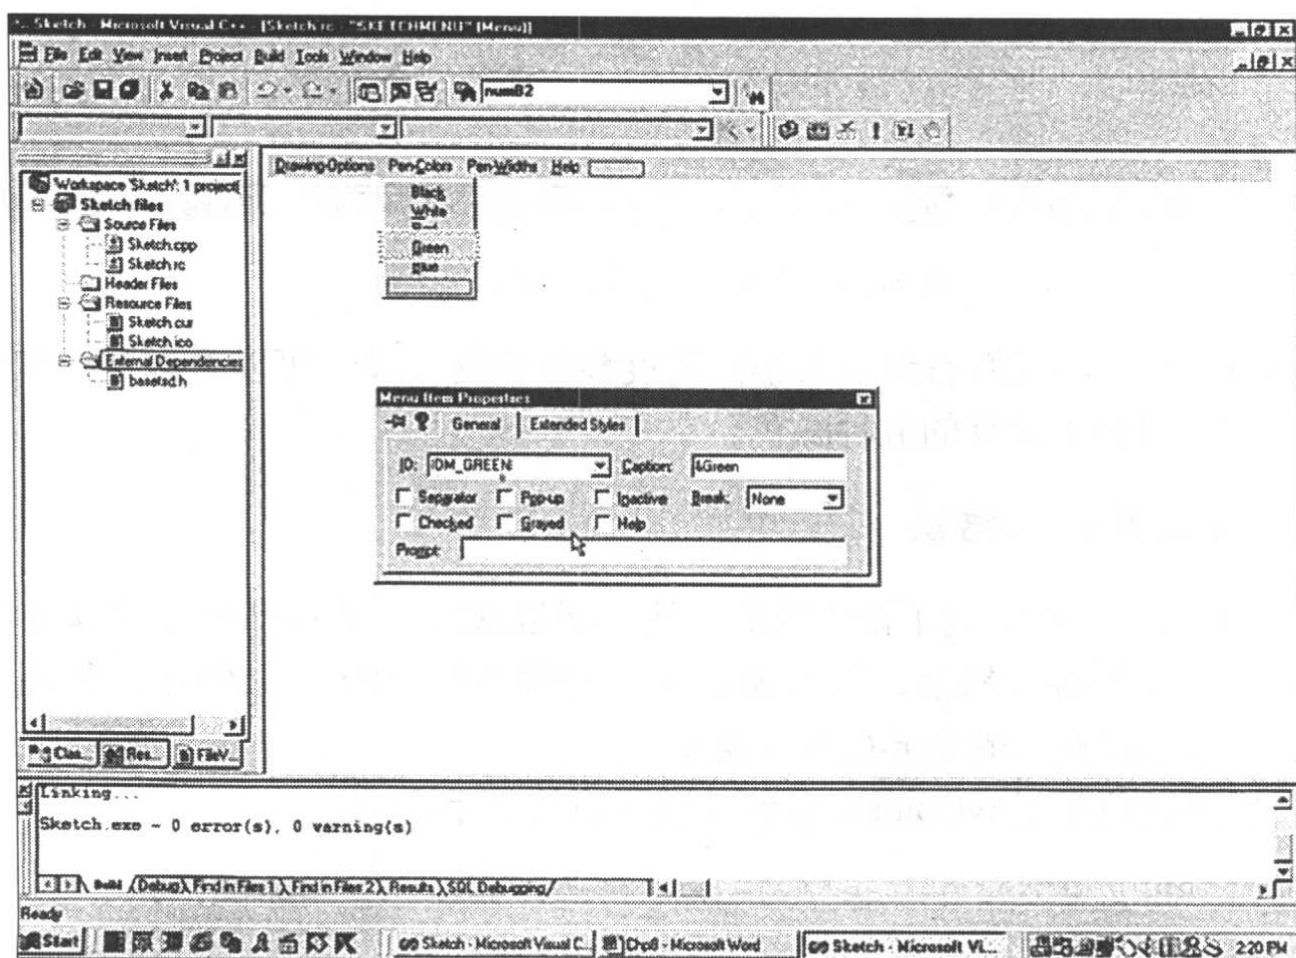 Sketch - Microsoft Visual C++ - [Sketch.rc - "SKETCHMENU" (Menu)]
File Edit View Insert Project Build Tools Window Help
numB2
Workspace 'Sketch': 1 project(
Sketch files
Source Files
Sketch.cpp
Sketch.rc
Header Files
Resource Files
Sketch.cur
Sketch.ico
External Dependencies
basetsd.h
Clas... Res... FileV...
Drawing-Options Pen-Colors Pen-Widths Help
Black
White
Green
Blue
Menu Item Properties
General Extended Styles
ID: IDM_GREEN Caption: &Green
Separator Pop-up Inactive Break: None
Checked Grayed Help
Prompt:
Linking...
Sketch.exe - 0 error(s), 0 warning(s)
Build Debug Find in Files 1 Find in Files 2 Results SQL Debugging
Ready
Start Sketch - Microsoft Visual C... Chp8 - Microsoft Word Sketch - Microsoft Vi... 2:20 PM